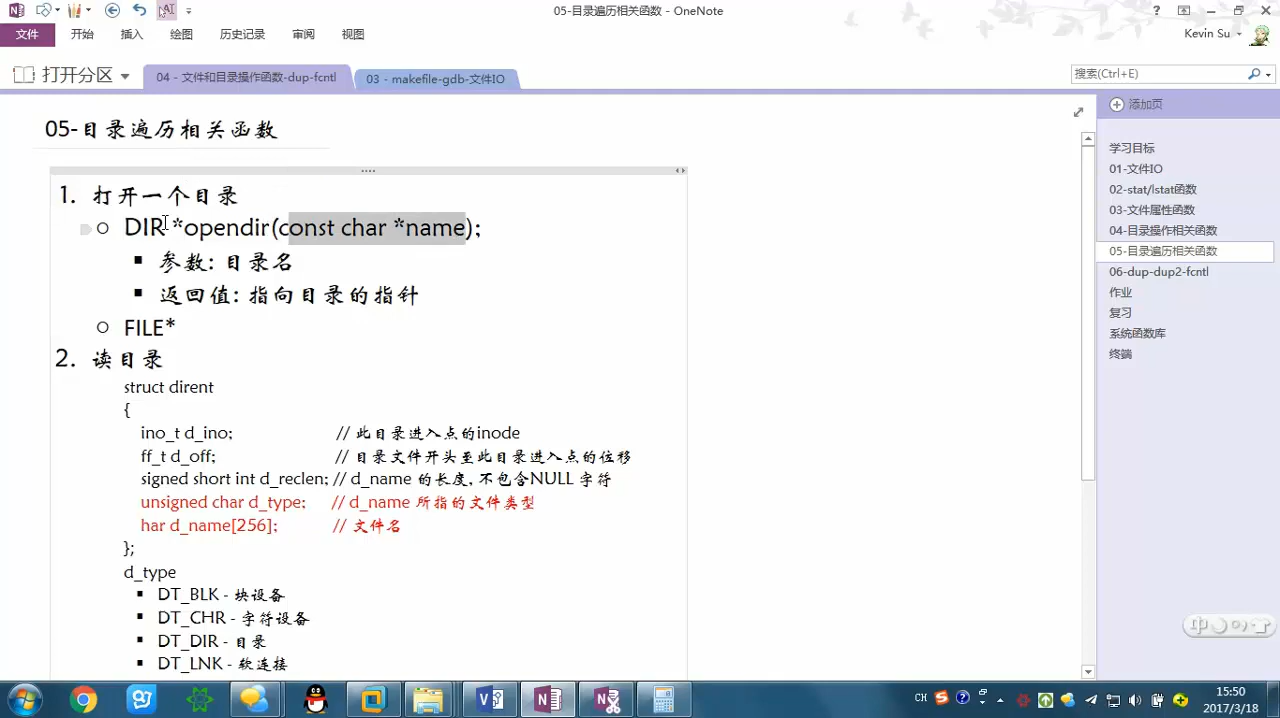 05-目录遍历相关函数 - OneNote
文件 开始 插入 绘图 历史记录 审阅 视图
Kevin Su
打开分区
04 - 文件和目录操作函数-dup-fcntl
03 - makefile-gdb-文件IO
搜索(Ctrl+E)
添加页
05-目录遍历相关函数
01-文件IO
学习目标
02-stat/lstat函数
03-文件属性函数
04-目录操作相关函数
05-目录遍历相关函数
06-dup-dup2-fcntl
作业
复习
系统函数库
终端
1. 打开一个目录
DIR *opendir(const char *name);
参数: 目录名
返回值: 指向目录的指针
FILE*
2. 读目录
struct dirent
{
ino_t d_ino; // 此目录进入点的inode
ff_t d_off; // 目录文件开头至此目录进入点的位移
signed short int d_reclen; // d_name 的长度, 不包含NULL 字符
unsigned char d_type; // d_name 所指的文件类型
har d_name[256]; // 文件名
};
d_type
DT_BLK - 块设备
DT_CHR - 字符设备
DT_DIR - 目录
DT_LNK - 软连接
中
CH
15:50
2017/3/18